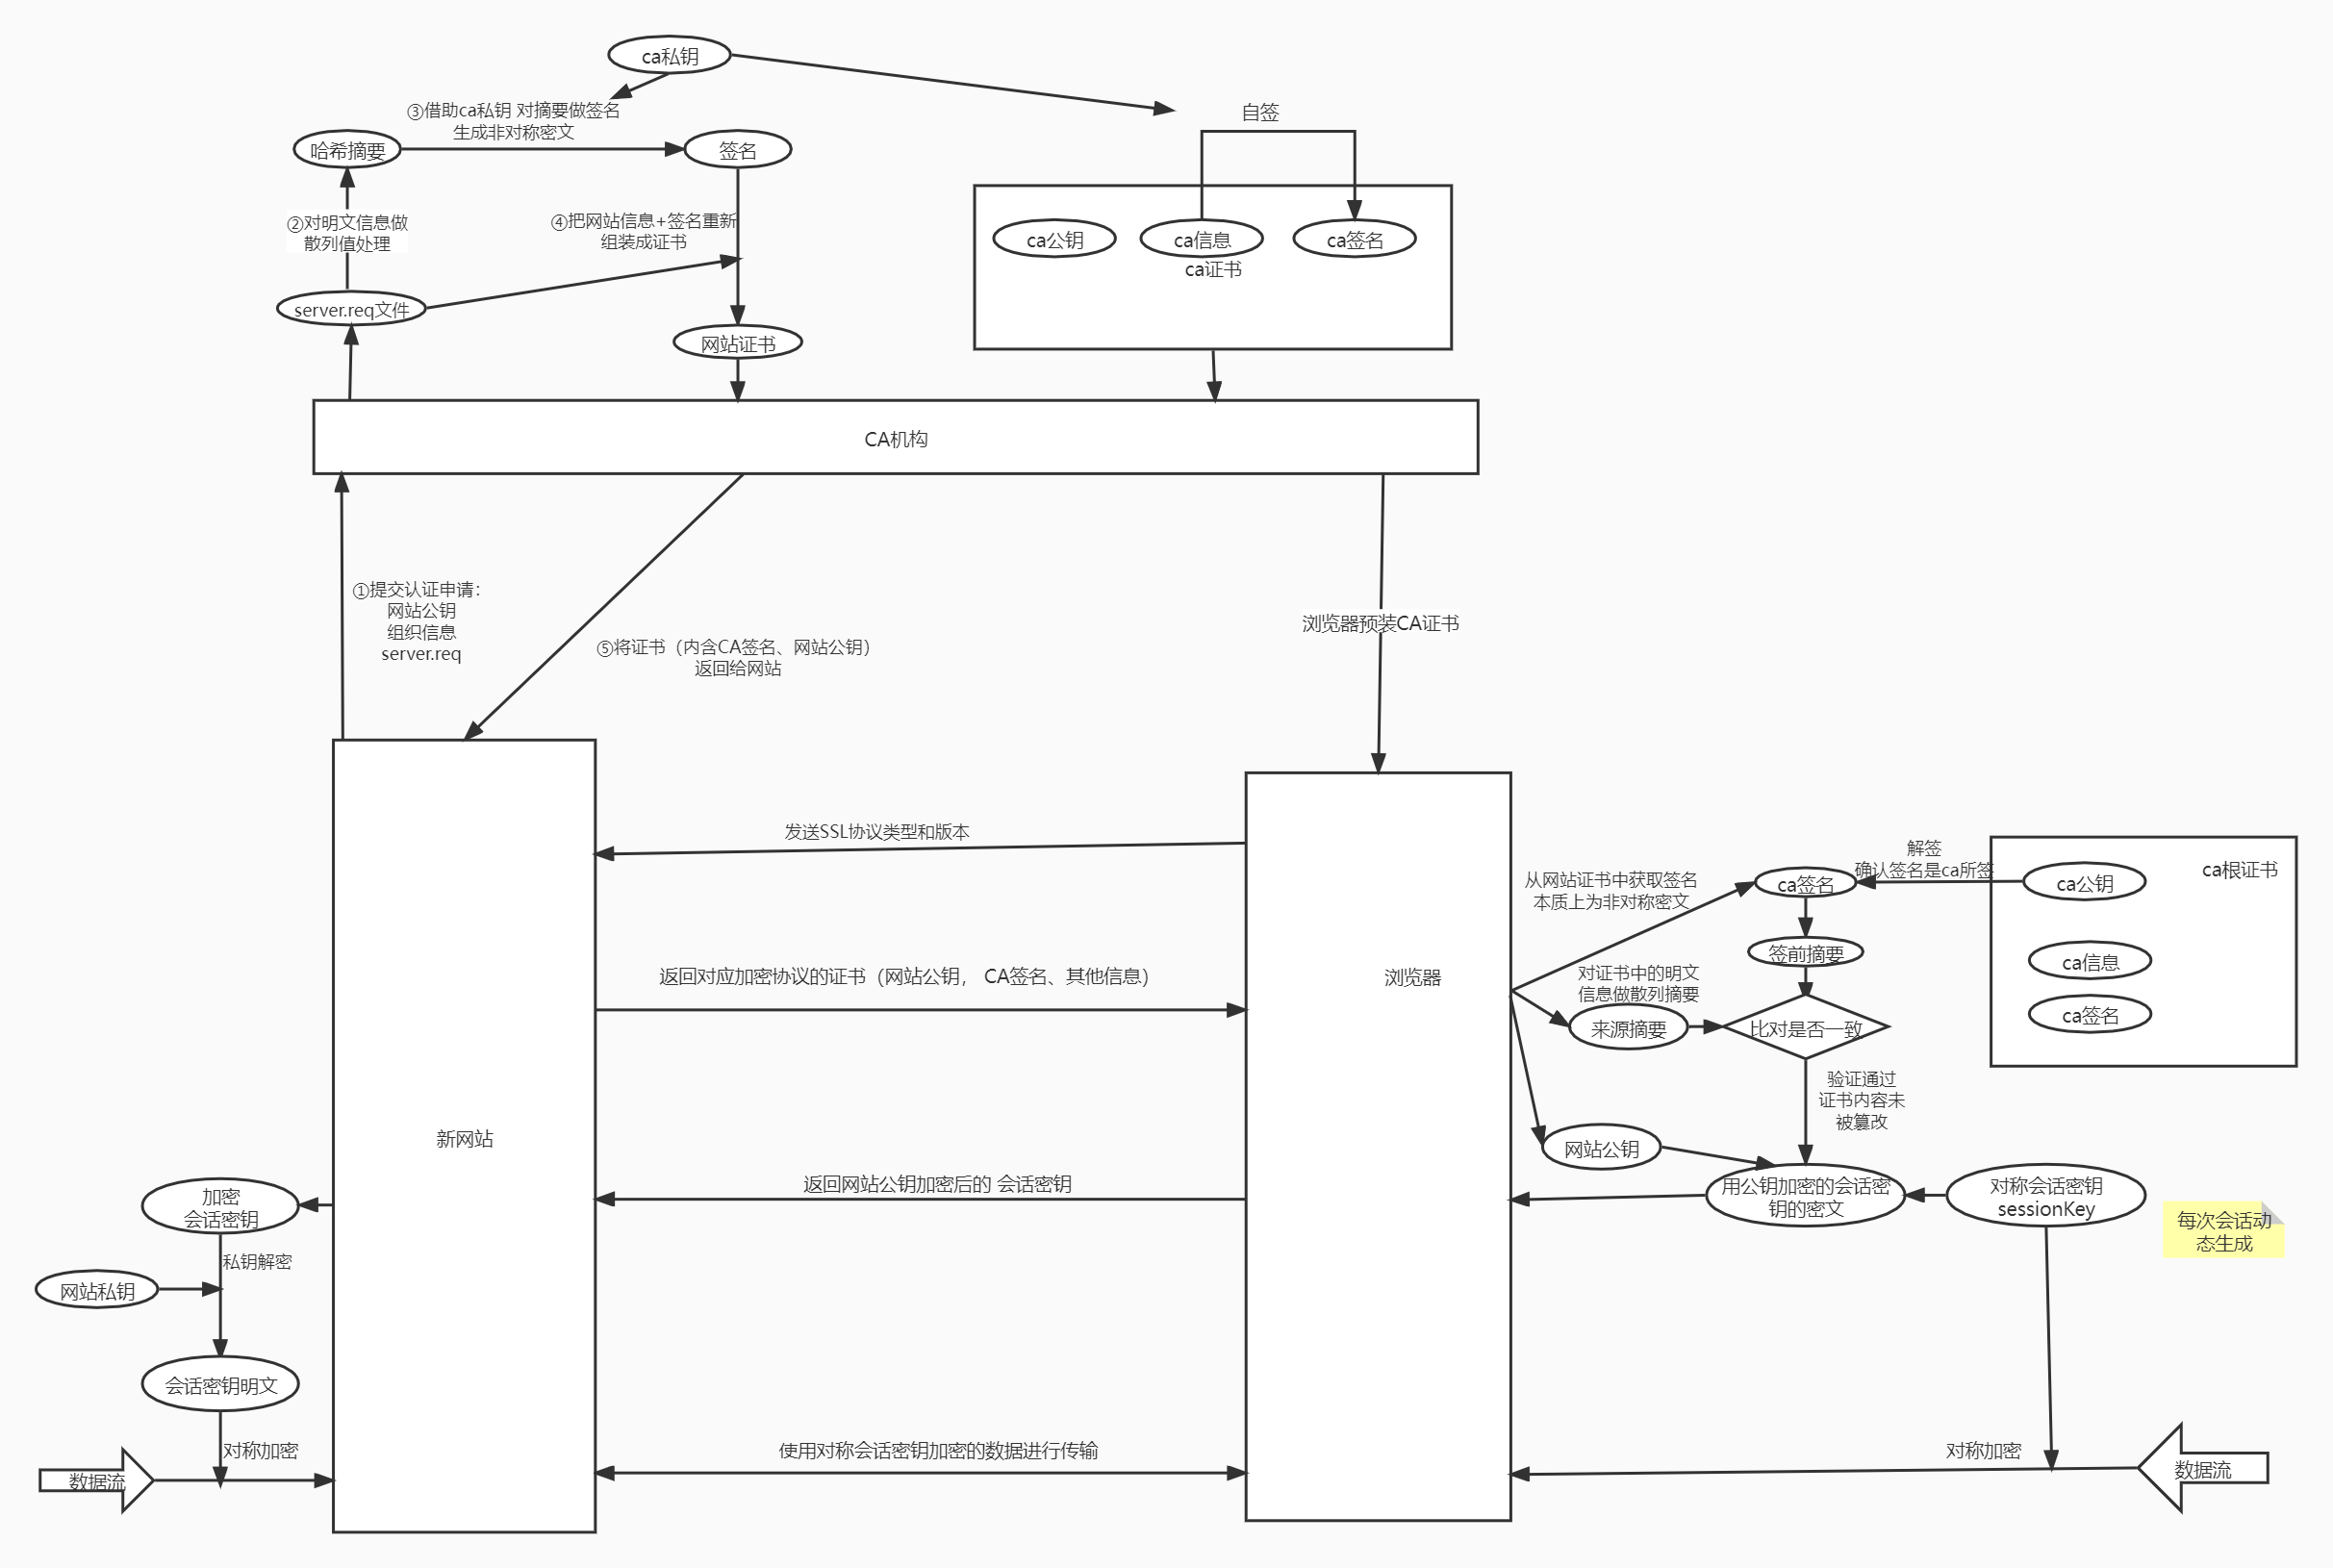 ca私钥
③借助ca私钥 对摘要做签名
生成非对称密文
自签
哈希摘要
签名
②对明文信息做
散列值处理
④把网站信息+签名重新
组装成证书
ca公钥
ca信息
ca签名
ca证书
server.req文件
网站证书
CA机构
①提交认证申请：
网站公钥
组织信息
server.req
⑤将证书（内含CA签名、网站公钥）
返回给网站
浏览器预装CA证书
发送SSL协议类型和版本
解签
确认签名是ca所签
ca根证书
从网站证书中获取签名
本质上为非对称密文
ca签名
ca公钥
签前摘要
返回对应加密协议的证书（网站公钥， CA签名、其他信息）
浏览器
对证书中的明文
信息做散列摘要
ca信息
来源摘要
比对是否一致
ca签名
验证通过
证书内容未
被篡改
新网站
网站公钥
加密
会话密钥
返回网站公钥加密后的 会话密钥
用公钥加密的会话密
钥的密文
对称会话密钥
sessionKey
每次会话动
态生成
私钥解密
网站私钥
会话密钥明文
对称加密
使用对称会话密钥加密的数据进行传输
对称加密
数据流
数据流